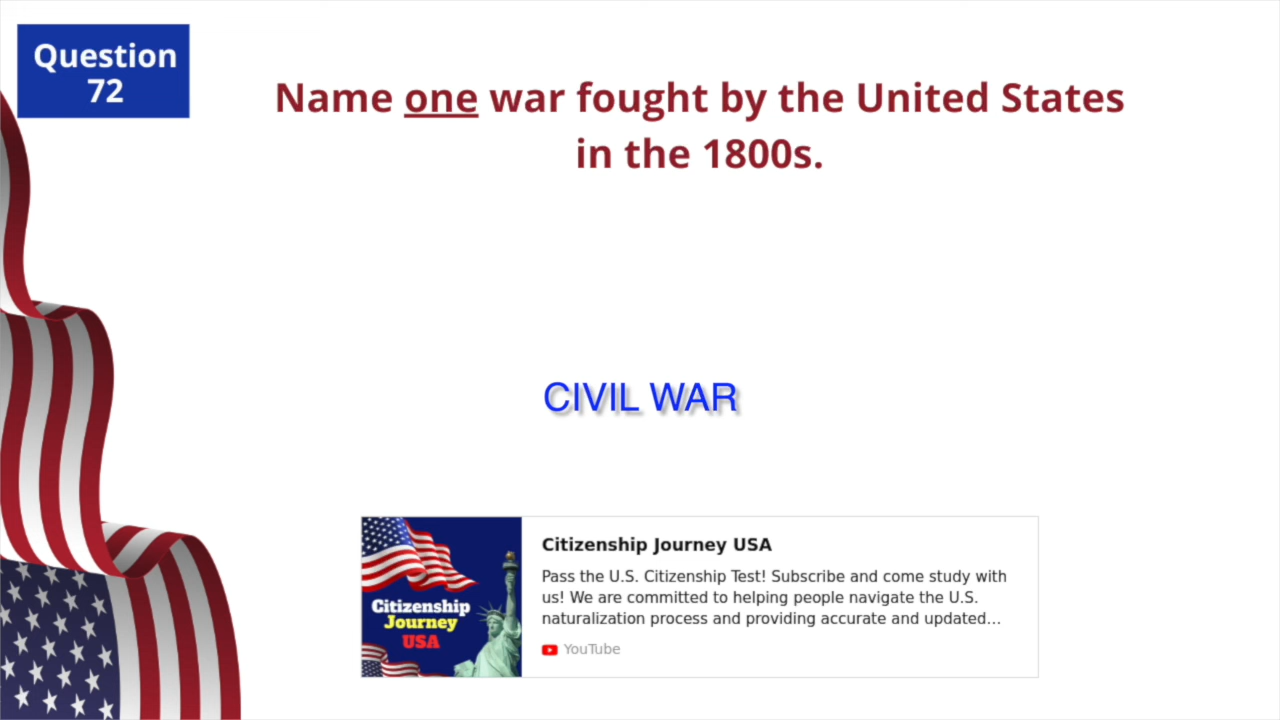 Question
72
Name one war fought by the United States
in the 1800s.
CIVIL WAR
Citizenship
Journey
USA
Citizenship Journey USA
Pass the U.S. Citizenship Test! Subscribe and come study with
us! We are committed to helping people navigate the U.S.
naturalization process and providing accurate and updated...
YouTube